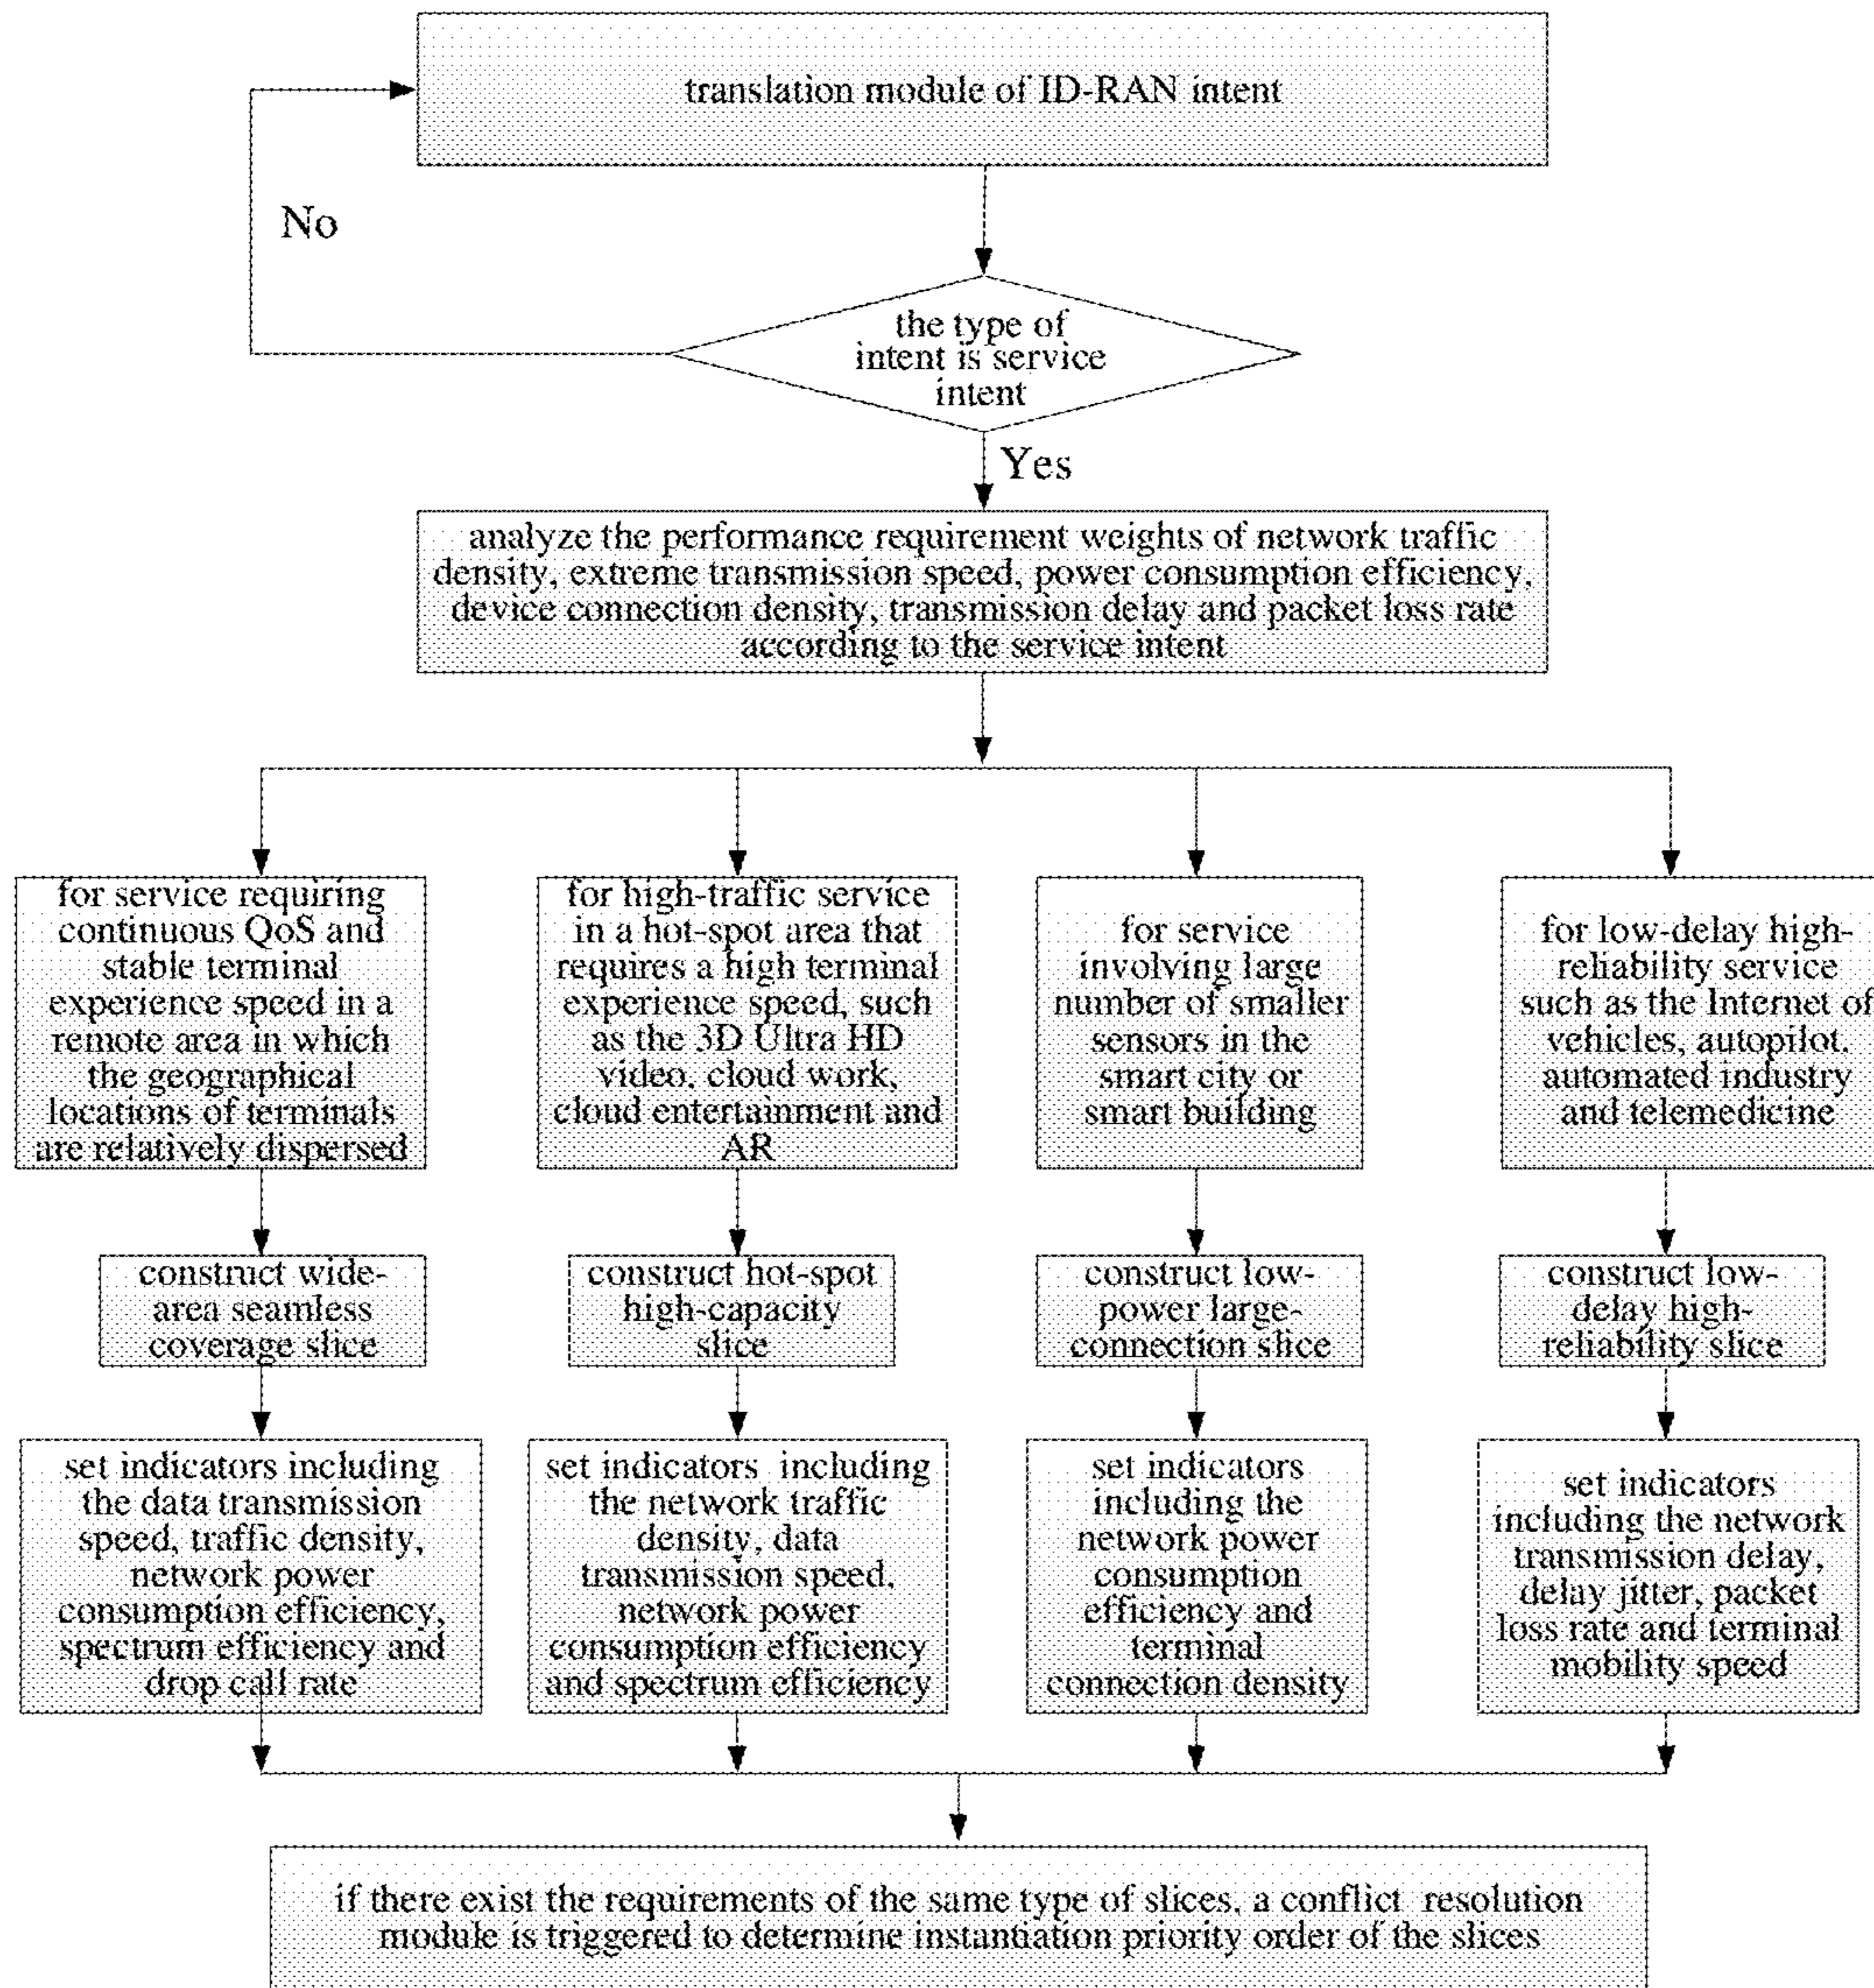 translation module of ID-RAN intent
No
the type of
intent is service
intent
Yes
analyze the performance requirement weights of network traffic
density, extreme transmission speed, power consumption efficiency,
device connection density, transmission delay and packet loss rate
according to the service intent
for service requiring
continuous QoS and
stable terminal
experience speed in a
remote area in which
the geographical
locations of terminals
are relatively dispersed
for high-traffic service
in a hot-spot area that
requires a high terminal
experience speed, such
as the 3D Ultra HD
video, cloud work,
cloud entertainment and
AR
for service
involving large
number of smaller
sensors in the
smart city or
smart building
for low-delay high-
reliability service
such as the Internet of
vehicles, autopilot,
automated industry
and telemedicine
construct wide-
area seamless
coverage slice
construct hot-spot
high-capacity
slice
construct low-
power large-
connection slice
construct low-
delay high-
reliability slice
set indicators including
the data transmission
speed, traffic density,
network power
consumption efficiency,
spectrum efficiency and
drop call rate
set indicators including
the network traffic
density, data
transmission speed,
network power
consumption efficiency
and spectrum efficiency
set indicators
including the
network power
consumption
efficiency and
terminal
connection density
set indicators
including the network
transmission delay,
delay jitter, packet
loss rate and terminal
mobility speed
if there exist the requirements of the same type of slices, a conflict resolution
module is triggered to determine instantiation priority order of the slices